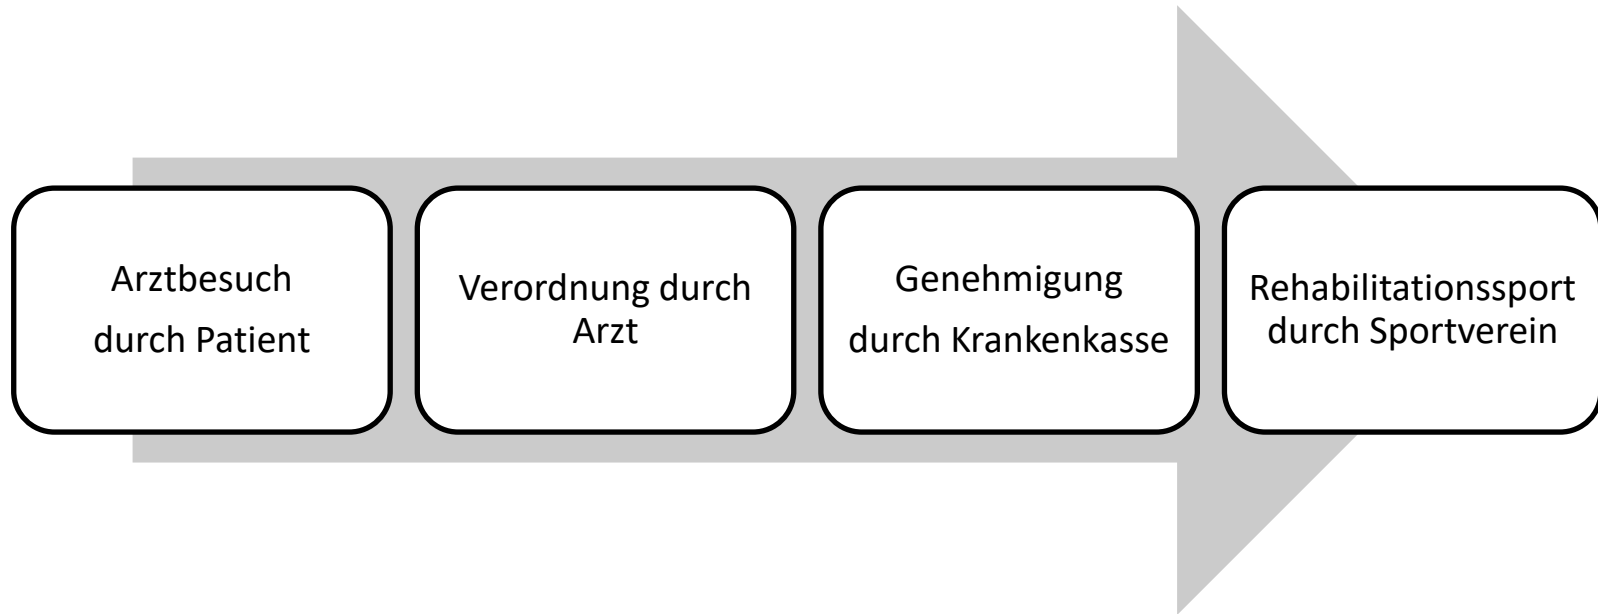 Arztbesuch
durch Patient
Verordnung durch
Arzt
Genehmigung
durch Krankenkasse
Rehabilitationssport
durch Sportverein